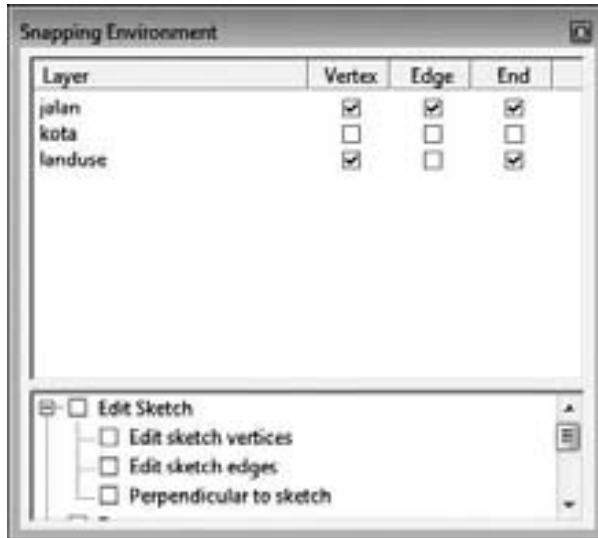 Snapping Environment
Layer Vertex Edge End
jalan
kota
landuse
Edit Sketch
Edit sketch vertices
Edit sketch edges
Perpendicular to sketch